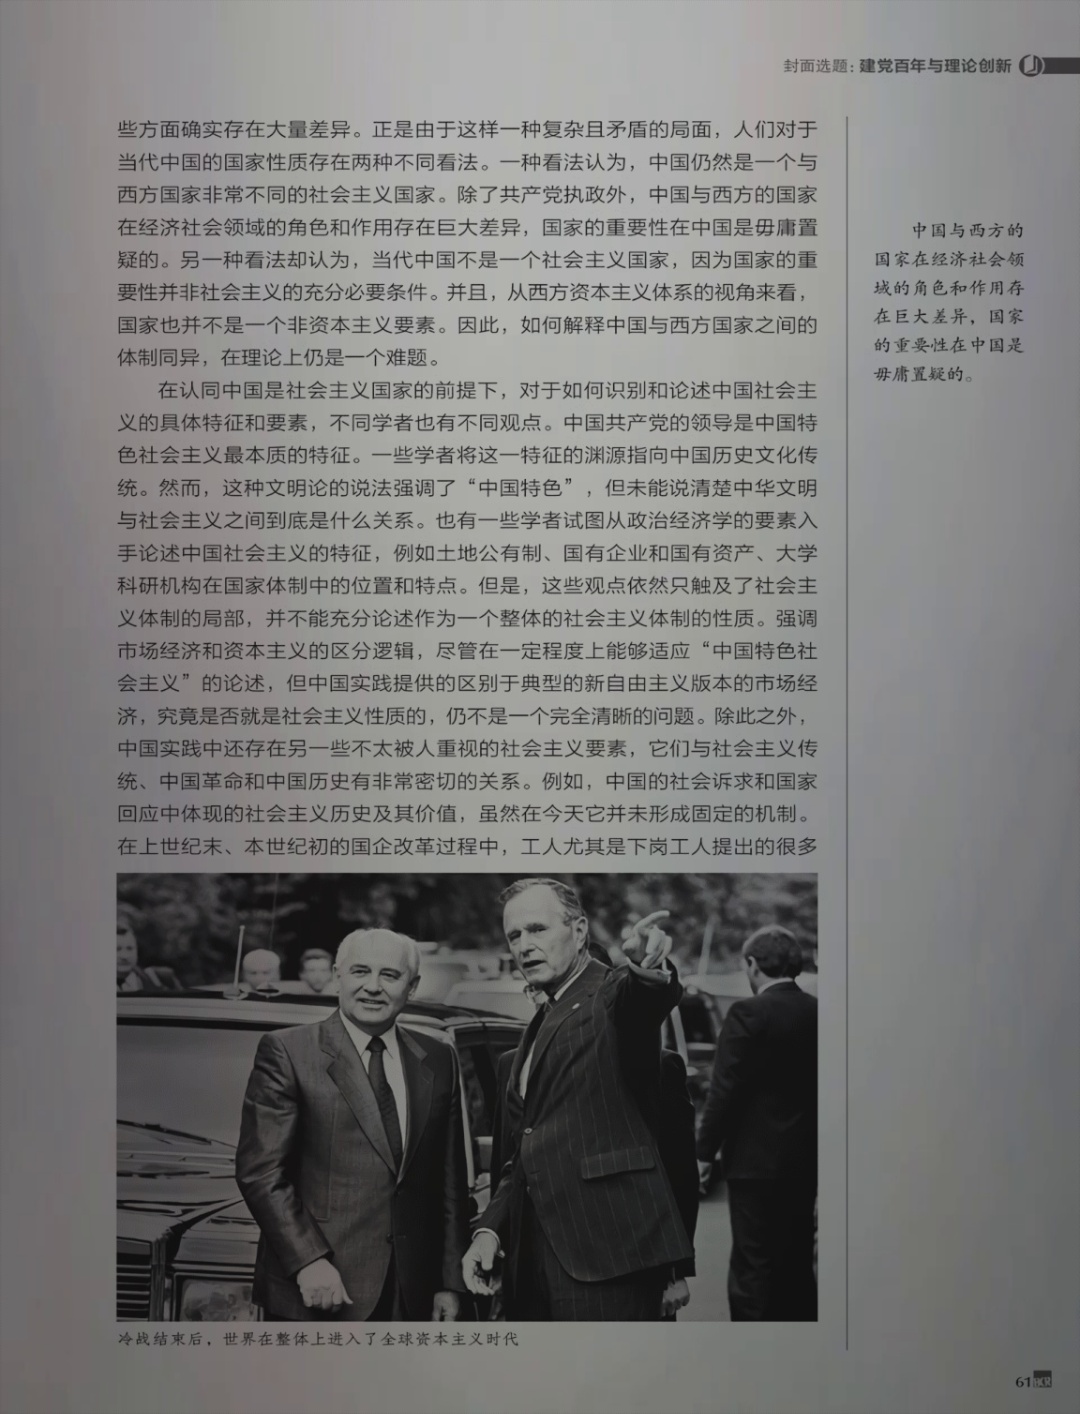 封面选题：建党百年与理论创新
些方面确实存在大量差异。正是由于这样一种复杂且矛盾的局面，人们对于
当代中国的国家性质存在两种不同看法。一种看法认为，中国仍然是一个与
西方国家非常不同的社会主义国家。除了共产党执政外，中国与西方的国家
在经济社会领域的角色和作用存在巨大差异，国家的重要性在中国是毋庸置
疑的。另一种看法却认为，当代中国不是一个社会主义国家，因为国家的重
要性并非社会主义的充分必要条件。并且，从西方资本主义体系的视角来看，
国家也并不是一个非资本主义要素。因此，如何解释中国与西方国家之间的
体制同异，在理论上仍是一个难题。
在认同中国是社会主义国家的前提下，对于如何识别和论述中国社会主
义的具体特征和要素，不同学者也有不同观点。中国共产党的领导是中国特
色社会主义最本质的特征。一些学者将这一特征的渊源指向中国历史文化传
统。然而，这种文明论的说法强调了“中国特色”，但未能说清楚中华文明
与社会主义之间到底是什么关系。也有一些学者试图从政治经济学的要素入
手论述中国社会主义的特征，例如土地公有制、国有企业和国有资产、大学
科研机构在国家体制中的位置和特点。但是，这些观点依然只触及了社会主
义体制的局部，并不能充分论述作为一个整体的社会主义体制的性质。强调
市场经济和资本主义的区分逻辑，尽管在一定程度上能够适应“中国特色社
会主义”的论述，但中国实践提供的区别于典型的新自由主义版本的市场经
济，究竟是否就是社会主义性质的，仍不是一个完全清晰的问题。除此之外，
中国实践中还存在另一些不太被人重视的社会主义要素，它们与社会主义传
统、中国革命和中国历史有非常密切的关系。例如，中国的社会诉求和国家
回应中体现的社会主义历史及其价值，虽然在今天它并未形成固定的机制。
在上世纪末、本世纪初的国企改革过程中，工人尤其是下岗工人提出的很多
冷战结束后，世界在整体上进入了全球资本主义时代
中国与西方的
国家在经济社会领
域的角色和作用存
在巨大差异，国家
的重要性在中国是
毋庸置疑的。
61